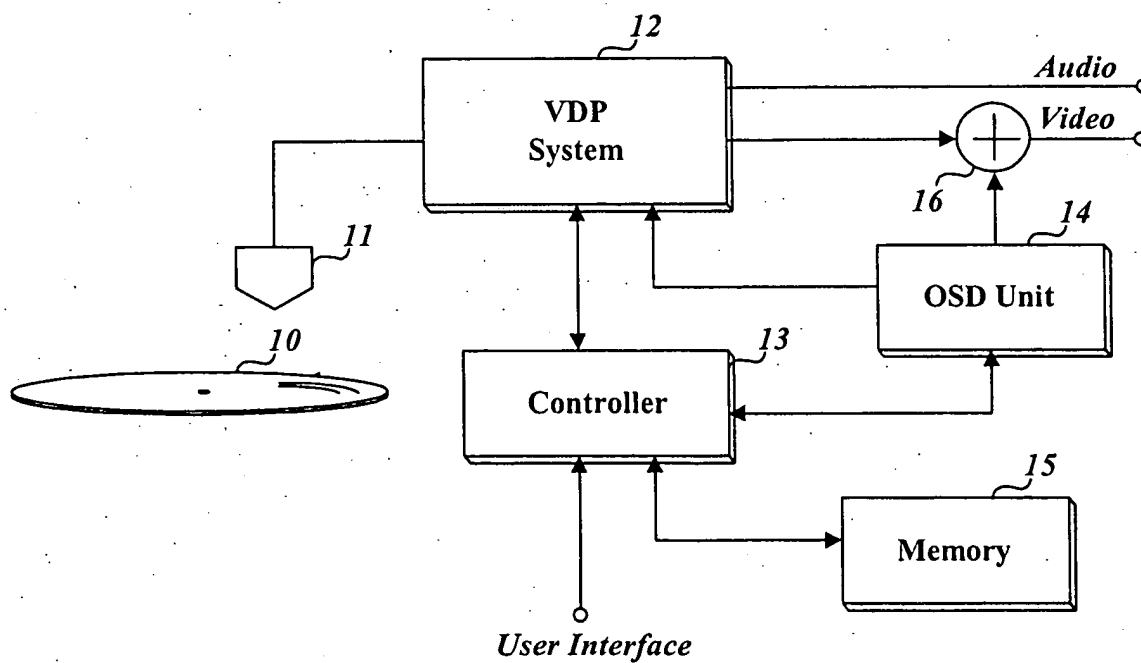 12
VDP
System
Audio
Video
16
11
14
OSD Unit
10
13
Controller
15
Memory
User Interface